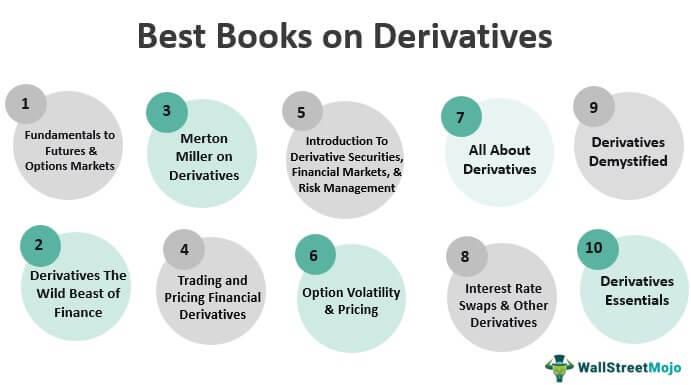 Best Books on Derivatives
1
Fundamentals to
Futures &
Options Markets
2
Derivatives The
Wild Beast of
Finance
3
Merton
Miller on
Derivatives
4
Trading and
Pricing Financial
Derivatives
5
Introduction To
Derivative Securities,
Financial Markets, &
Risk Management
6
Option Volatility
& Pricing
7
All About
Derivatives
8
Interest Rate
Swaps & Other
Derivatives
9
Derivatives
Demystified
10
Derivatives
Essentials
WallStreetMojo